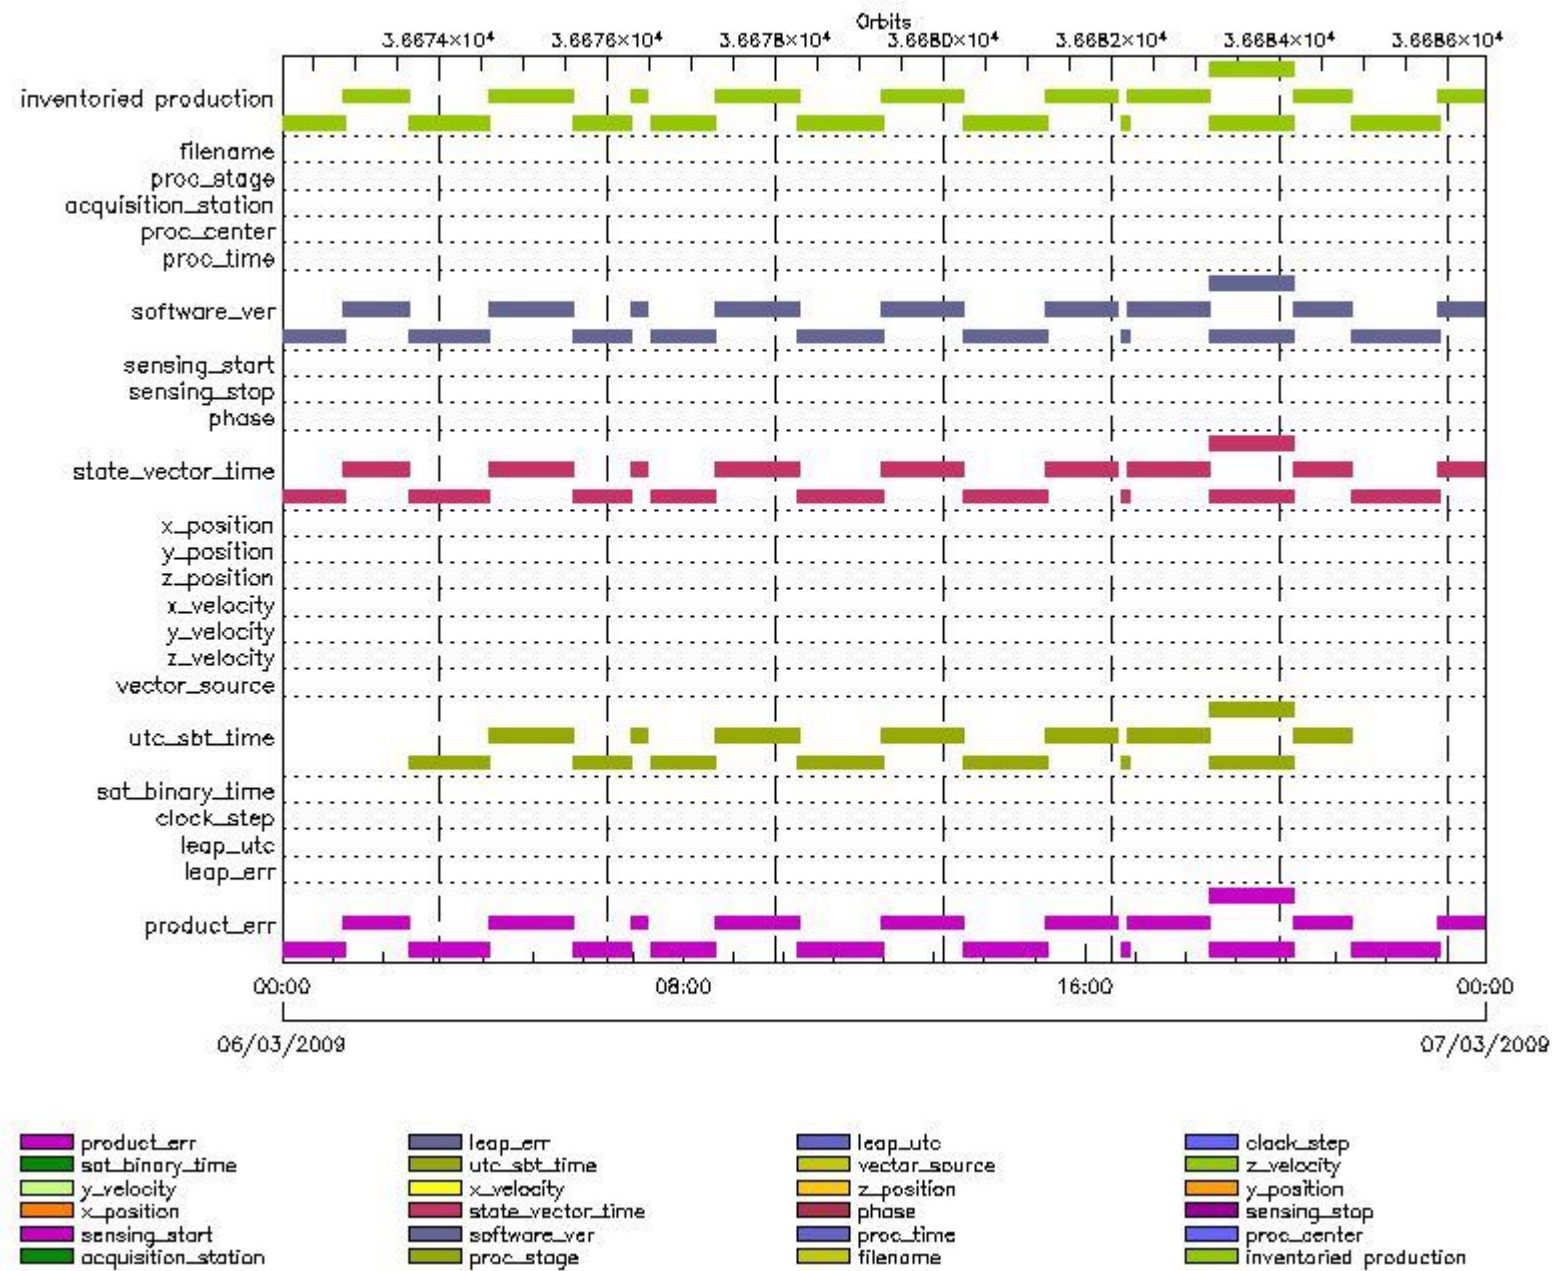 Orbits
3.6674×10⁴ 3.6676×10⁴ 3.6678×10⁴ 3.6680×10⁴ 3.6682×10⁴ 3.6684×10⁴ 3.6686×10⁴
inventoried production
filename
proc_stage
acquisition_station
proc_center
proc_time
software_ver
sensing_start
sensing_stop
phase
state_vector_time
x_position
y_position
z_position
x_velocity
y_velocity
z_velocity
vector_source
utc_sbt_time
sat_binary_time
clock_step
leap_utc
leap_err
product_err
00:00 08:00 16:00 00:00
06/03/2009 07/03/2009
product_err leap_err leap_utc clock_step
sat_binary_time utc_sbt_time vector_source z_velocity
y_velocity x_velocity z_position y_position
x_position state_vector_time phase sensing_stop
sensing_start software_ver proc_time proc_center
acquisition_station proc_stage filename inventoried production